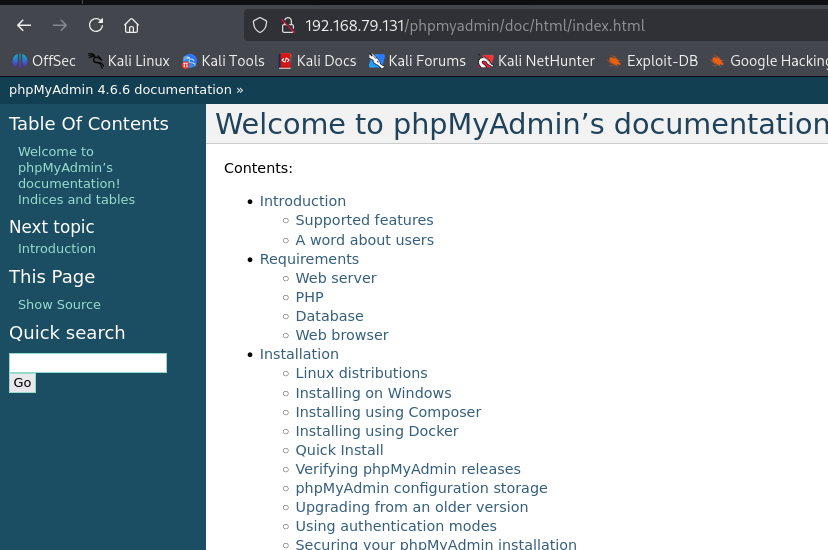 192.168.79.131/phpmyadmin/doc/html/index.html
OffSec Kali Linux Kali Tools Kali Docs Kali Forums Kali NetHunter Exploit-DB Google Hacking
phpMyAdmin 4.6.6 documentation »
Table Of Contents
Welcome to
phpMyAdmin’s
documentation!
Indices and tables
Next topic
Introduction
This Page
Show Source
Quick search
Go
Welcome to phpMyAdmin’s documentation
Contents:
• Introduction
◦ Supported features
◦ A word about users
• Requirements
◦ Web server
◦ PHP
◦ Database
◦ Web browser
• Installation
◦ Linux distributions
◦ Installing on Windows
◦ Installing using Composer
◦ Installing using Docker
◦ Quick Install
◦ Verifying phpMyAdmin releases
◦ phpMyAdmin configuration storage
◦ Upgrading from an older version
◦ Using authentication modes
◦ Securing your phpMyAdmin installation